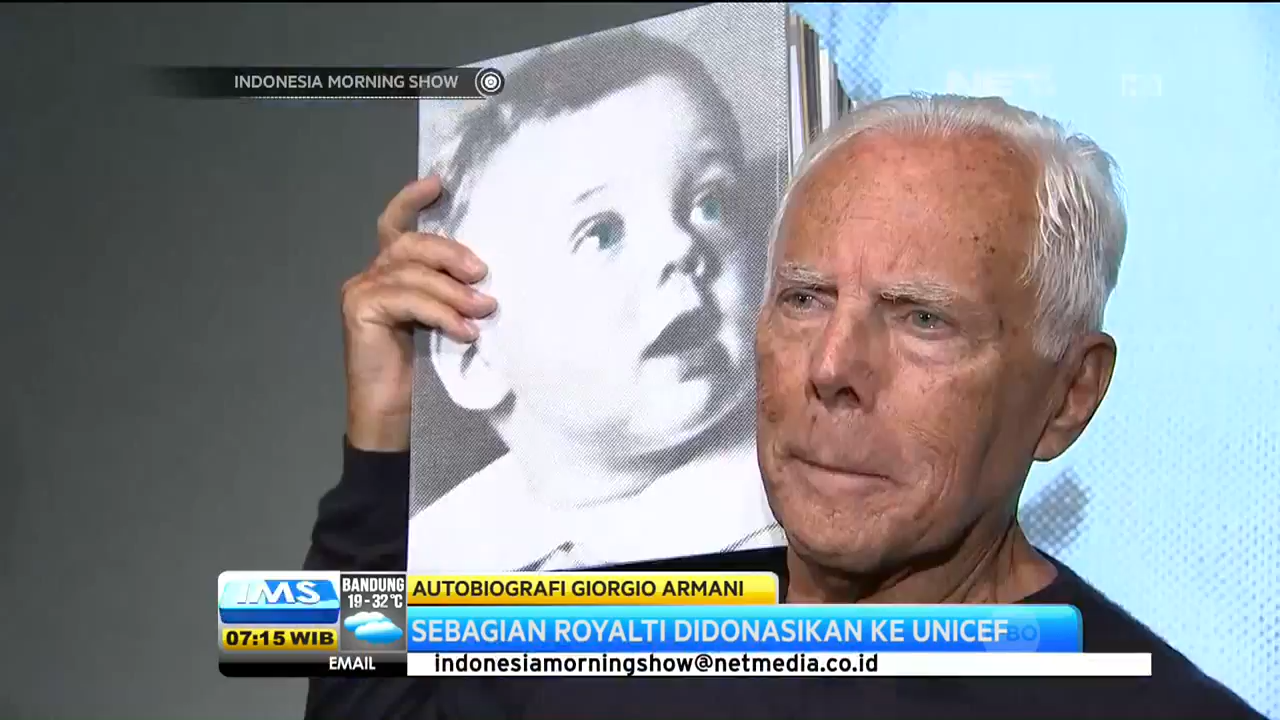 INDONESIA MORNING SHOW
NET
IMS
BANDUNG
19-32°C
07:15 WIB
AUTOBIOGRAFI GIORGIO ARMANI
SEBAGIAN ROYALTI DIDONASIKAN KE UNICEF
EMAIL
indonesiamorningshow@netmedia.co.id